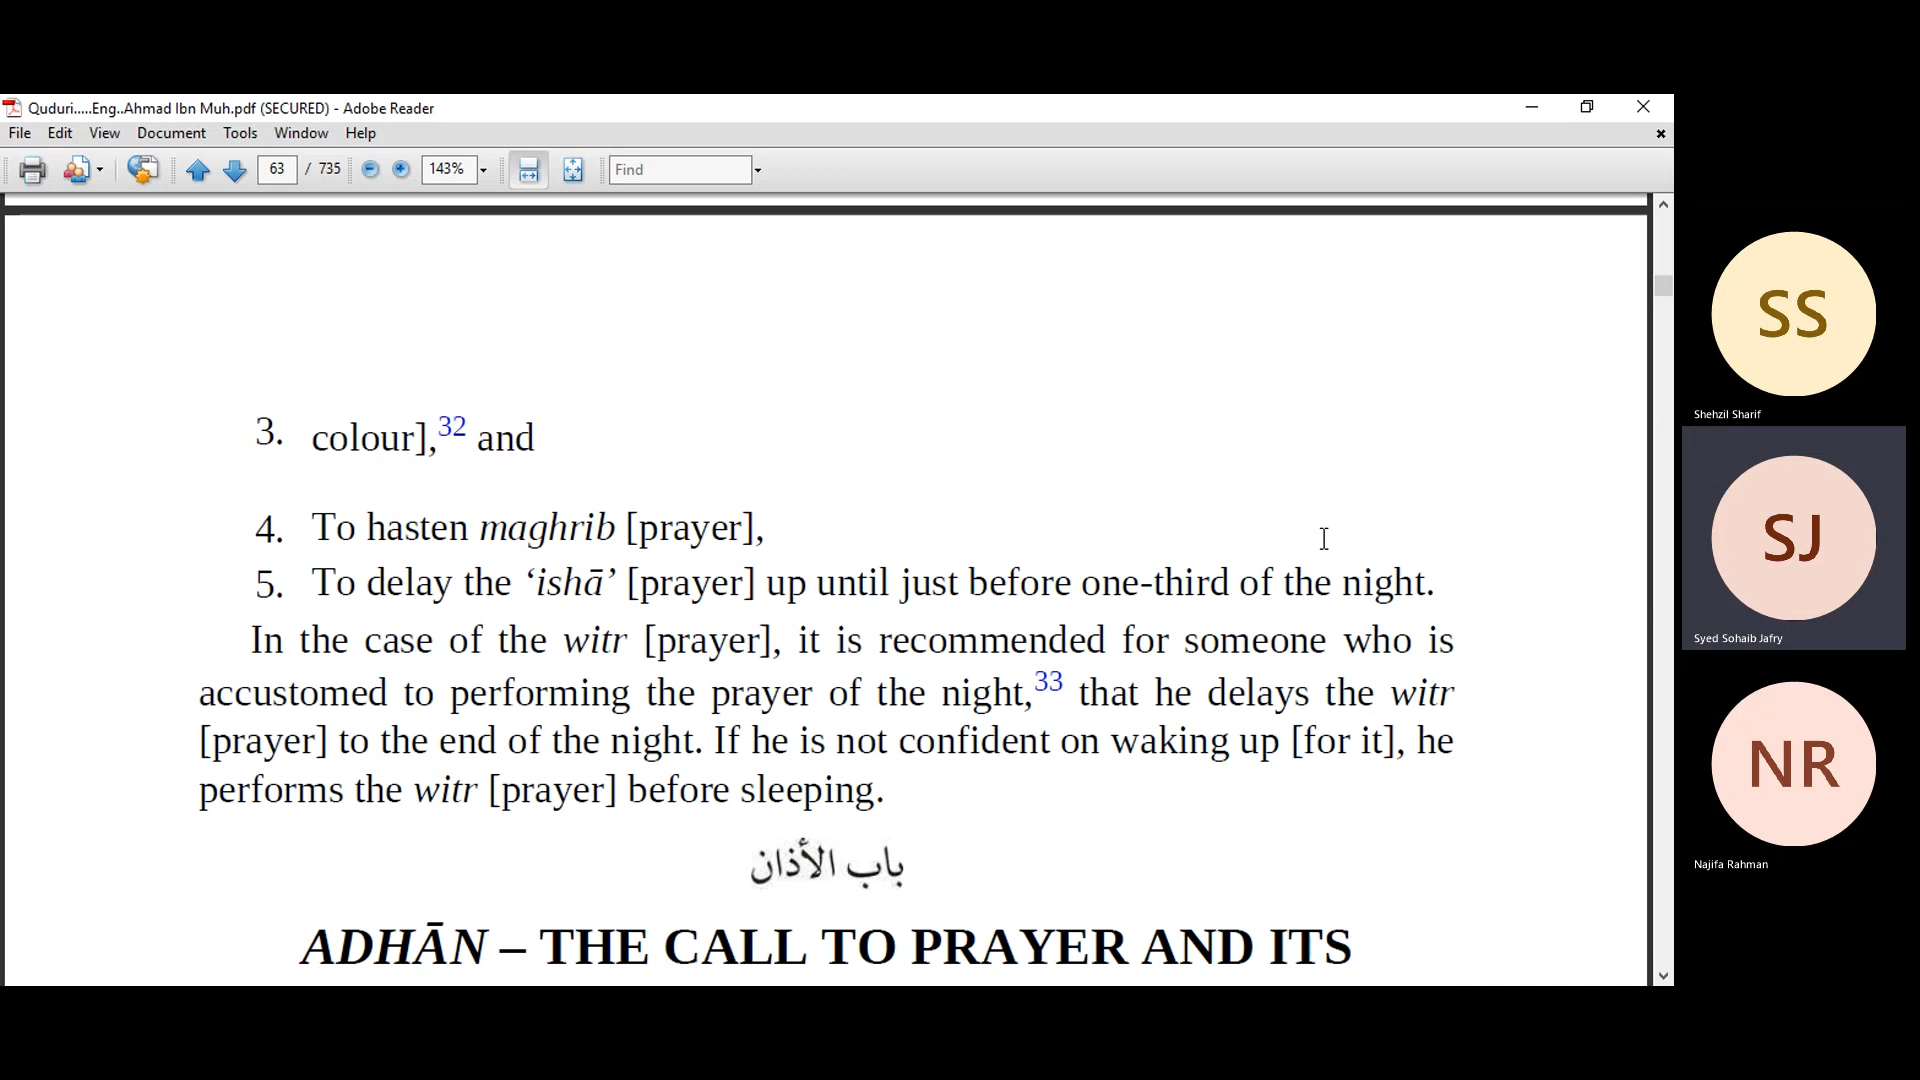 Quduri.....Eng..Ahmad Ibn Muh.pdf (SECURED) - Adobe Reader
File Edit View Document Tools Window Help
63 / 735 143% Find
3. colour],32 and
4. To hasten maghrib [prayer],
5. To delay the ‘ishā’ [prayer] up until just before one-third of the night.
In the case of the witr [prayer], it is recommended for someone who is
accustomed to performing the prayer of the night,33 that he delays the witr
[prayer] to the end of the night. If he is not confident on waking up [for it], he
performs the witr [prayer] before sleeping.
باب الأذان
ADHĀN – THE CALL TO PRAYER AND ITS
SS
Shehzil Sharif
SJ
Syed Sohaib Jafry
NR
Najifa Rahman